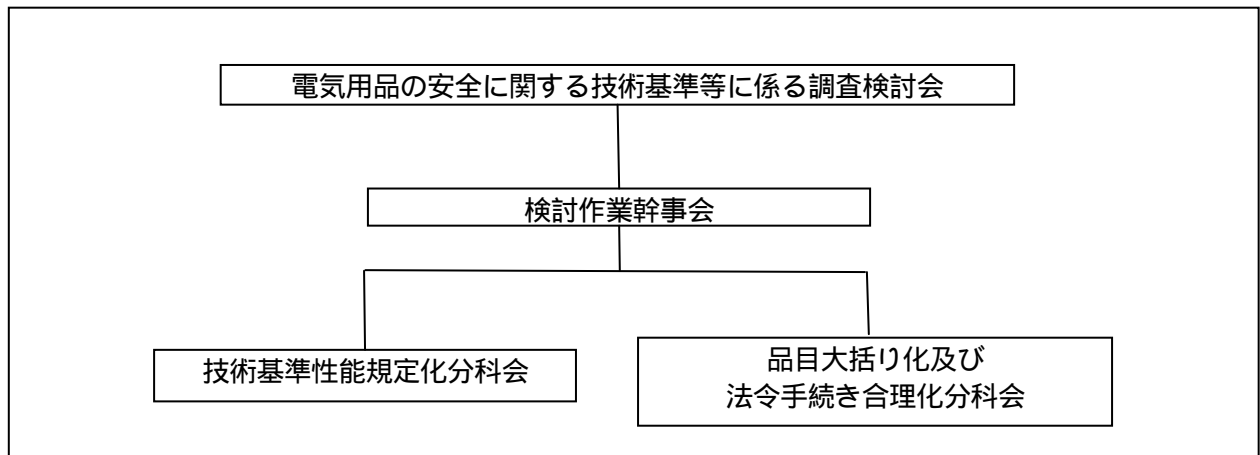 電気用品の安全に関する技術基準等に係る調査検討会
検討作業幹事会
技術基準性能規定化分科会
品目大括り化及び
法令手続き合理化分科会